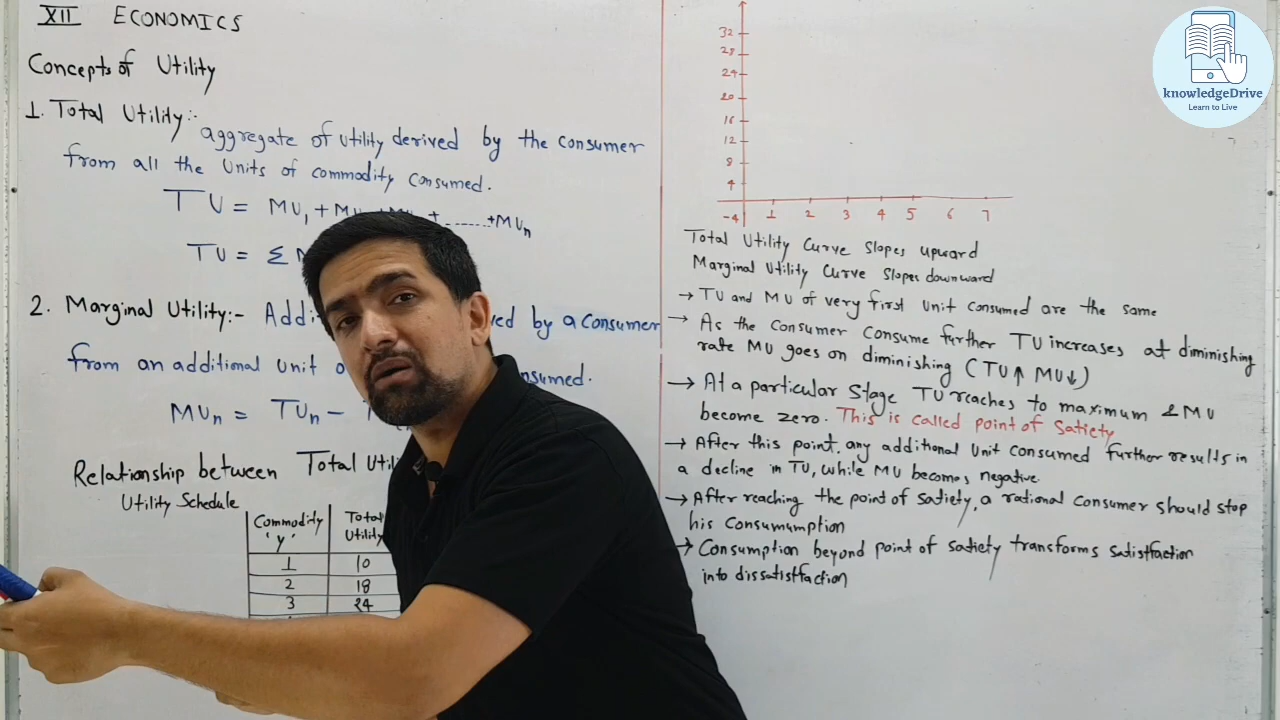 XII ECONOMICS
Concepts of Utility
1. Total Utility:-
aggregate of utility derived by the consumer
from all the units of commodity consumed.
TU = MU1 + MU + + ....... +MUn
TU = Σ
2. Marginal Utility:- by a consumer
from an additional unit
MUn = TUn -
Relationship between Total
Utility Schedule
Commodity 'y' Total Utility
1 10
2 18
3 24
32
28
24
20
16
12
8
4
-4 1 2 3 4 5 6 7
Total Utility Curve Slopes upward
Marginal Utility Curve Slopes downward
→ TU and MU of very first unit consumed are the same
→ As the consumer consume further TU increases at diminishing
rate MU goes on diminishing (TU↑ MU↓)
→ At a particular stage TU reaches to maximum & MU
become zero. This is called point of Satiety
→ After this point, any additional unit consumed further results in
a decline in TU, while MU becomes negative.
→ After reaching the point of satiety, a rational consumer should stop
his Consumumption
→ Consumption beyond point of satiety transforms satistfaction
into dissatistfaction
knowledgeDrive
Learn to Live